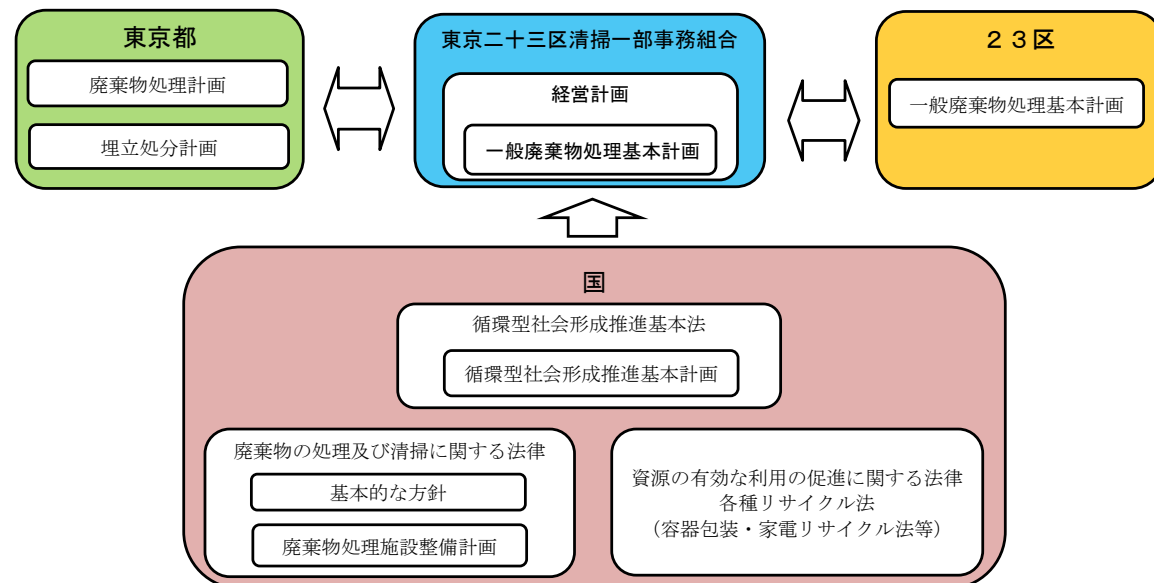 東京都
廃棄物処理計画
埋立処分計画
東京二十三区清掃一部事務組合
経営計画
一般廃棄物処理基本計画
２３区
一般廃棄物処理基本計画
国
循環型社会形成推進基本法
循環型社会形成推進基本計画
廃棄物の処理及び清掃に関する法律
基本的な方針
廃棄物処理施設整備計画
資源の有効な利用の促進に関する法律
各種リサイクル法
（容器包装・家電リサイクル法等）